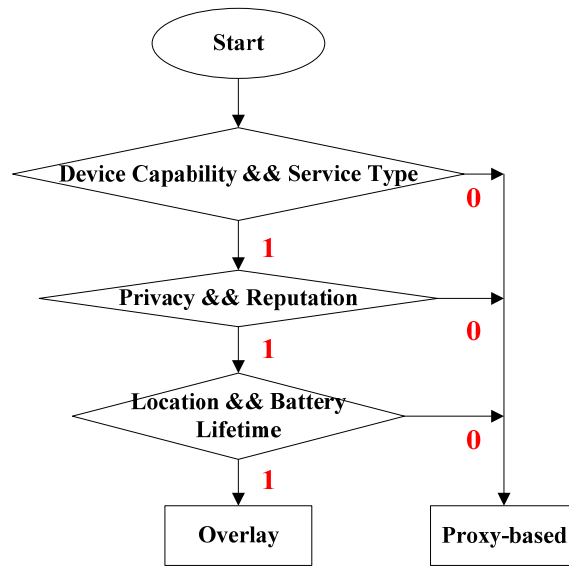 Start
Device Capability && Service Type
0
1
Privacy && Reputation
0
1
Location && Battery
Lifetime
0
1
Overlay
Proxy-based